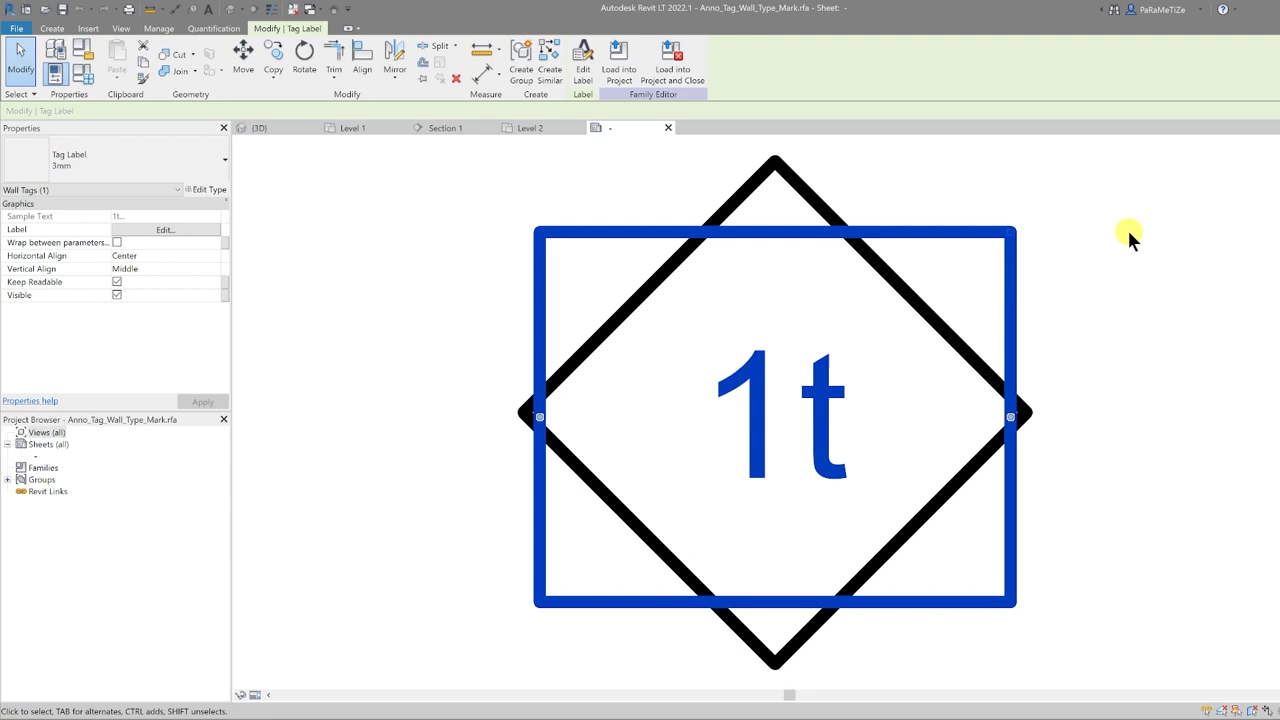 Autodesk Revit LT 2022.1 - Anno_Tag_Wall_Type_Mark.rfa - Sheet: -
PaRaMeTiZe
File Create Insert View Manage Quantification Modify | Tag Label
Modify
Paste
Cut
Join
Move
Copy
Rotate
Trim
Align
Mirror
Split
Create Group
Create Similar
Edit Label
Load into Project
Load into Project and Close
Select Properties Clipboard Geometry Modify Measure Create Label Family Editor
Modify | Tag Label
Properties
(3D) Level 1 Section 1 Level 2 -
Tag Label
3mm
Wall Tags (1) Edit Type
Graphics
Sample Text 1t...
Label Edit...
Wrap between parameters...
Horizontal Align Center
Vertical Align Middle
Keep Readable
Visible
1t
Properties help Apply
Project Browser - Anno_Tag_Wall_Type_Mark.rfa
Views (all)
Sheets (all)
-
Families
Groups
Revit Links
Click to select, TAB for alternates, CTRL adds, SHIFT unselects.